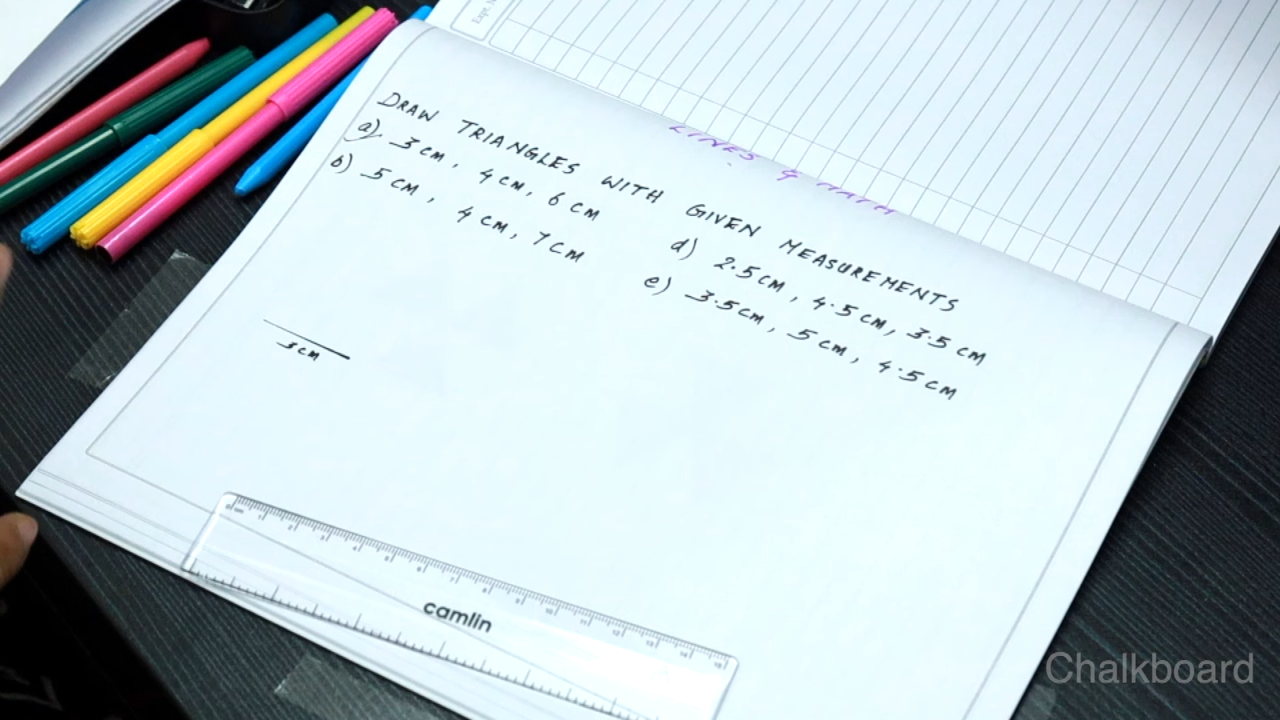 DRAW TRIANGLES WITH GIVEN MEASUREMENTS
a) 3 CM, 4 CM, 6 CM
b) 5 CM, 4 CM, 7 CM
d) 2.5 CM, 4.5 CM, 3.5 CM
e) 3.5 CM, 5 CM, 4.5 CM
3 CM
camlin
Chalkboard